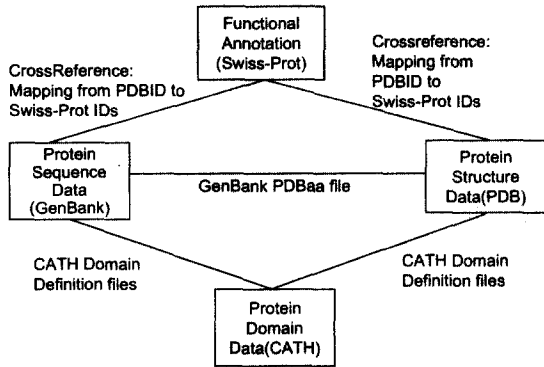 Functional
Annotation
(Swiss-Prot)
CrossReference:
Mapping from PDBID to
Swiss-Prot IDs
Crossreference:
Mapping from
PDBID to
Swiss-Prot IDs
Protein
Sequence
Data
(GenBank)
GenBank PDBaa file
Protein
Structure
Data(PDB)
CATH Domain
Definition files
CATH Domain
Definition files
Protein
Domain
Data(CATH)